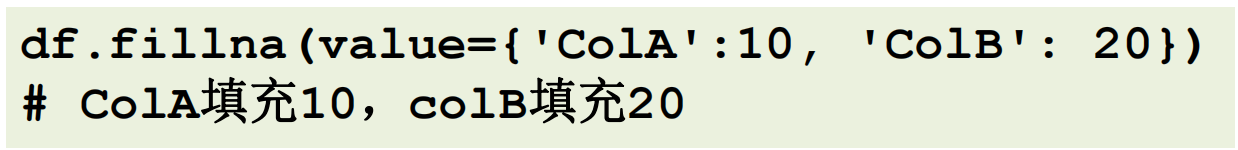 df.fillna(value={'ColA':10, 'ColB': 20})
# ColA填充10，colB填充20